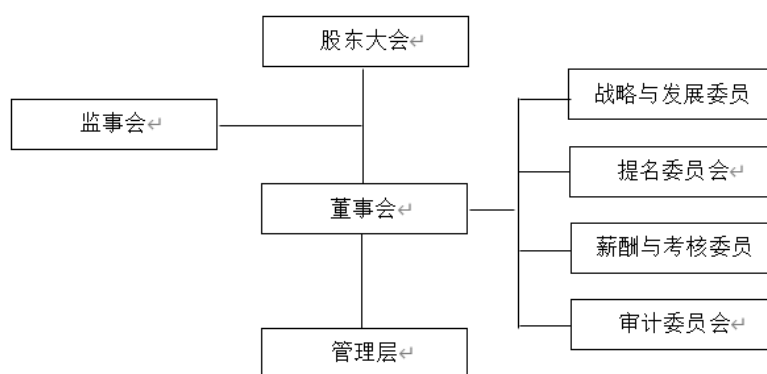 股东大会
战略与发展委员
监事会
提名委员会
董事会
薪酬与考核委员
审计委员会
管理层